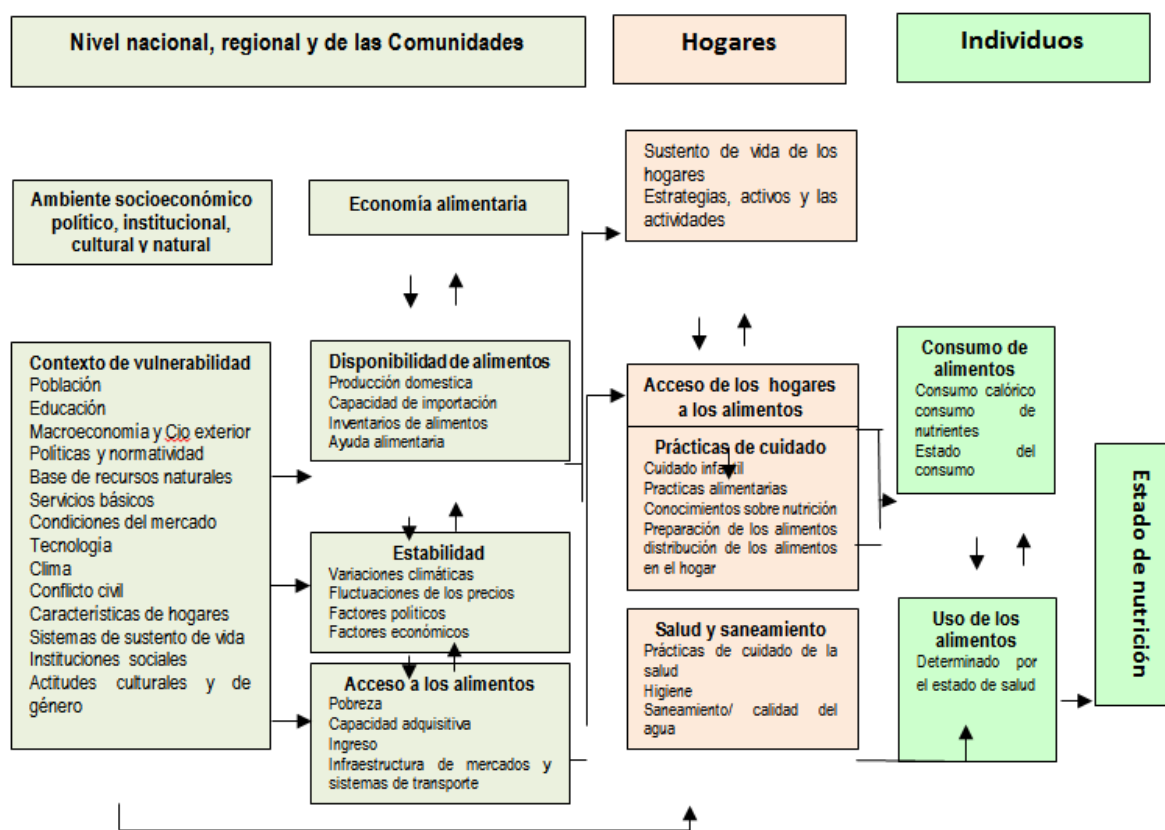 Nivel nacional, regional y de las Comunidades
Hogares
Individuos
Ambiente socioeconómico
político, institucional,
cultural y natural
Economía alimentaria
Sustento de vida de los
hogares
Estrategias, activos y las
actividades
Contexto de vulnerabilidad
Población
Educación
Macroeconomía y Cio exterior
Políticas y normatividad
Base de recursos naturales
Servicios básicos
Condiciones del mercado
Tecnología
Clima
Conflicto civil
Características de hogares
Sistemas de sustento de vida
Instituciones sociales
Actitudes culturales y de
género
Disponibilidad de alimentos
Producción domestica
Capacidad de importación
Inventarios de alimentos
Ayuda alimentaria
Estabilidad
Variaciones climáticas
Fluctuaciones de los precios
Factores políticos
Factores económicos
Acceso a los alimentos
Pobreza
Capacidad adquisitiva
Ingreso
Infraestructura de mercados y
sistemas de transporte
Acceso de los hogares
a los alimentos
Prácticas de cuidado
Cuidado infantil
Practicas alimentarias
Conocimientos sobre nutrición
Preparación de los alimentos
distribución de los alimentos
en el hogar
Salud y saneamiento
Prácticas de cuidado de la
salud
Higiene
Saneamiento/ calidad del
agua
Consumo de
alimentos
Consumo calórico
consumo de
nutrientes
Estado del
consumo
Uso de los
alimentos
Determinado por
el estado de salud
Estado de nutrición